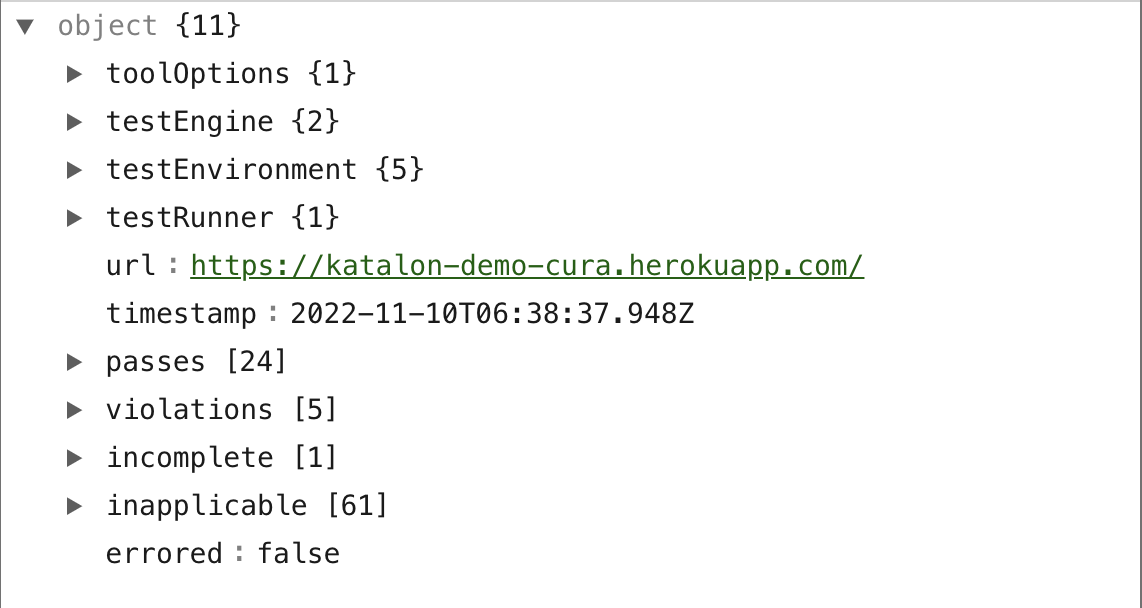 object {11}
toolOptions {1}
testEngine {2}
testEnvironment {5}
testRunner {1}
url : https://katalon-demo-cura.herokuapp.com/
timestamp : 2022-11-10T06:38:37.948Z
passes [24]
violations [5]
incomplete [1]
inapplicable [61]
errored : false